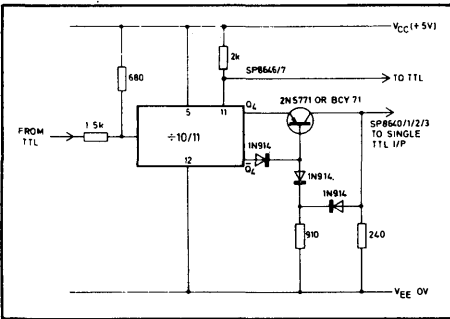 VCC (+ 5V)
2k
SP8646/7
TO TTL
680
5
11
Q4
2N5771 OR BCY 71
SP8640/1/2/3
TO SINGLE
TTL I/P
FROM
TTL
1 5k
÷10/11
1N914
Q̅4
12
1N914.
1N914
910
240
VEE 0V